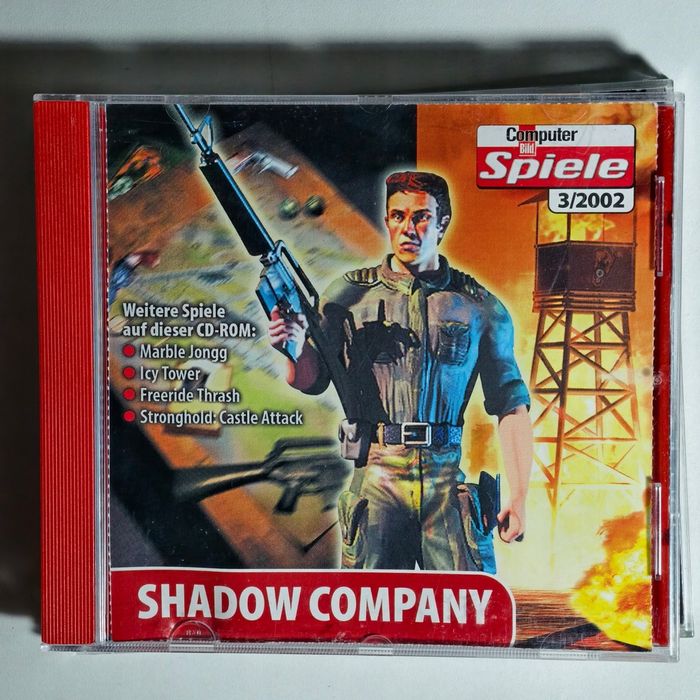 Computer
Bild
Spiele
3/2002
Weitere Spiele
auf dieser CD-ROM:
Marble Jongg
Icy Tower
Freeride Thrash
Stronghold: Castle Attack
SHADOW COMPANY